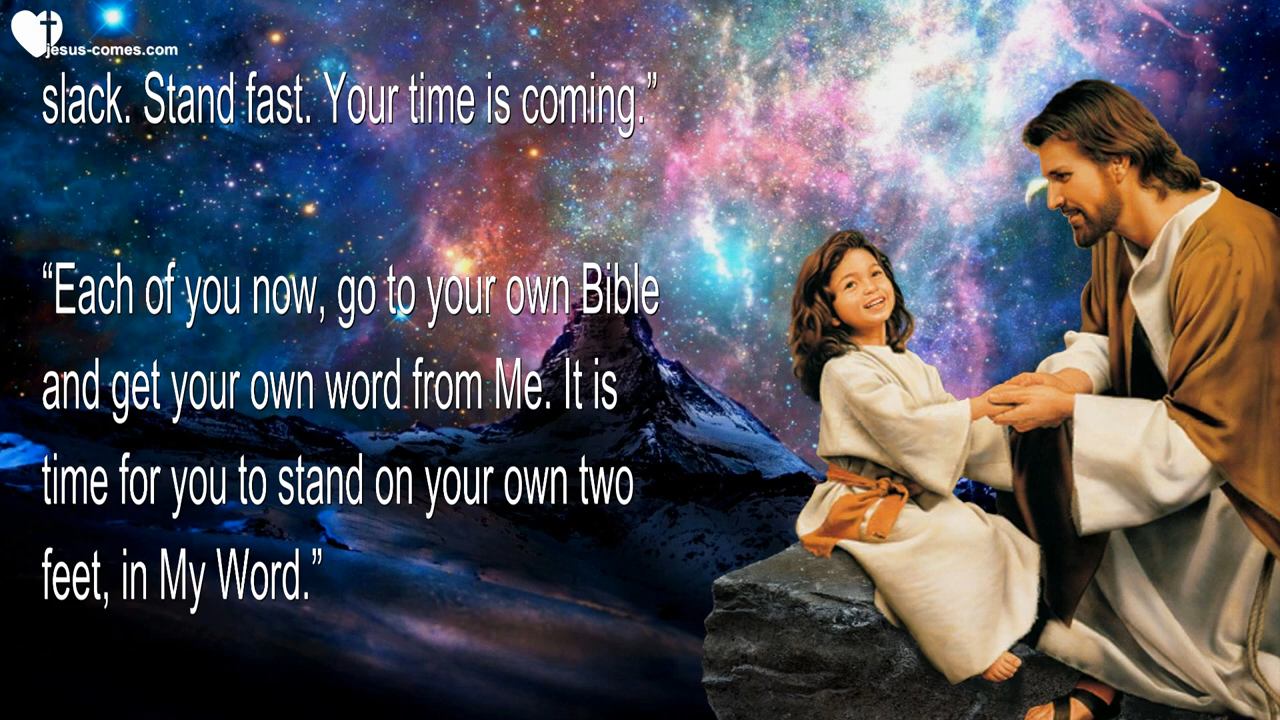 jesus-comes.com
slack. Stand fast. Your time is coming.”
“Each of you now, go to your own Bible
and get your own word from Me. It is
time for you to stand on your own two
feet, in My Word.”